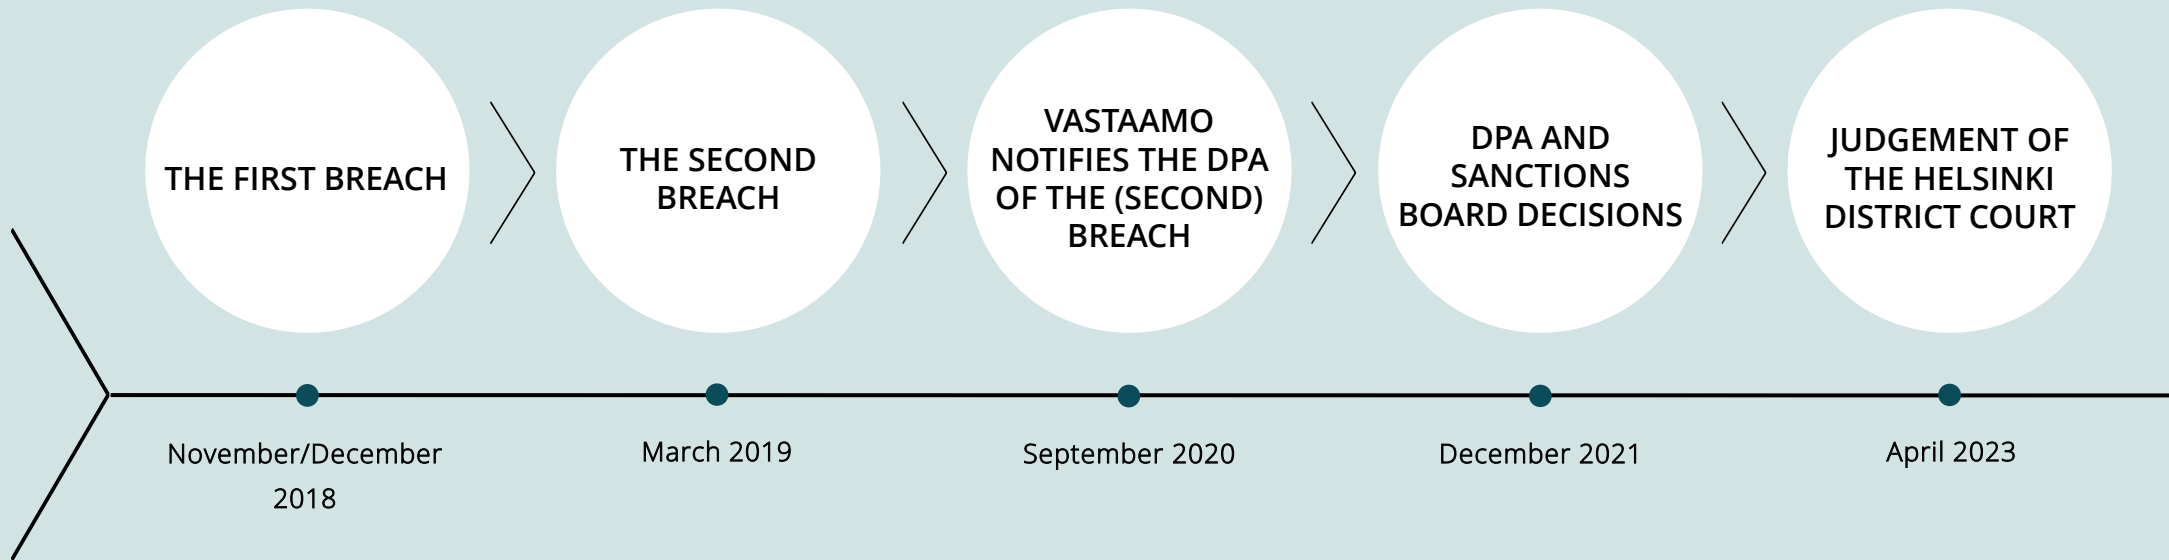 THE FIRST BREACH
THE SECOND
BREACH
VASTAAMO
NOTIFIES THE DPA
OF THE (SECOND)
BREACH
DPA AND
SANCTIONS
BOARD DECISIONS
JUDGEMENT OF
THE HELSINKI
DISTRICT COURT
November/December
2018
March 2019
September 2020
December 2021
April 2023